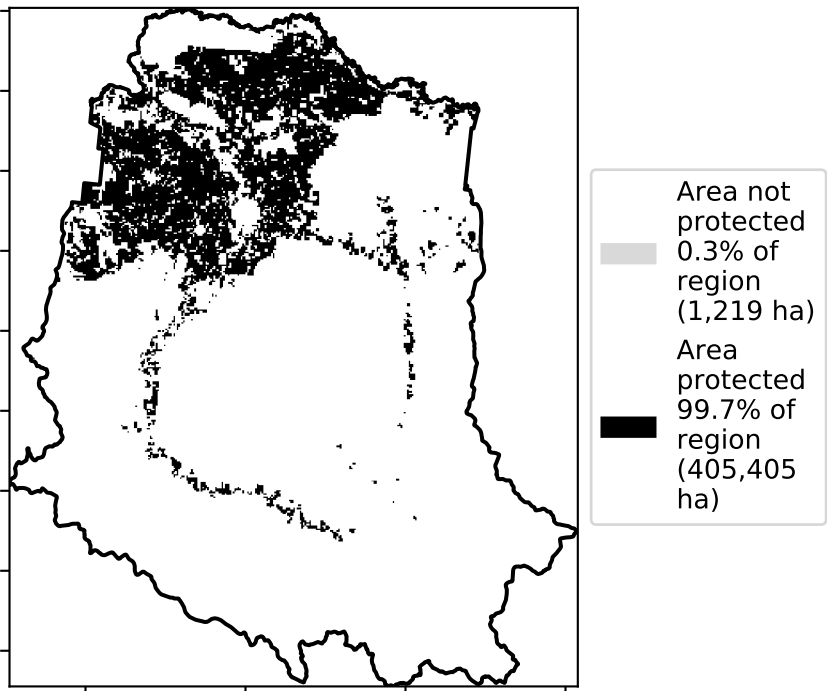 Area not
protected
0.3% of
region
(1,219 ha)
Area
protected
99.7% of
region
(405,405
ha)